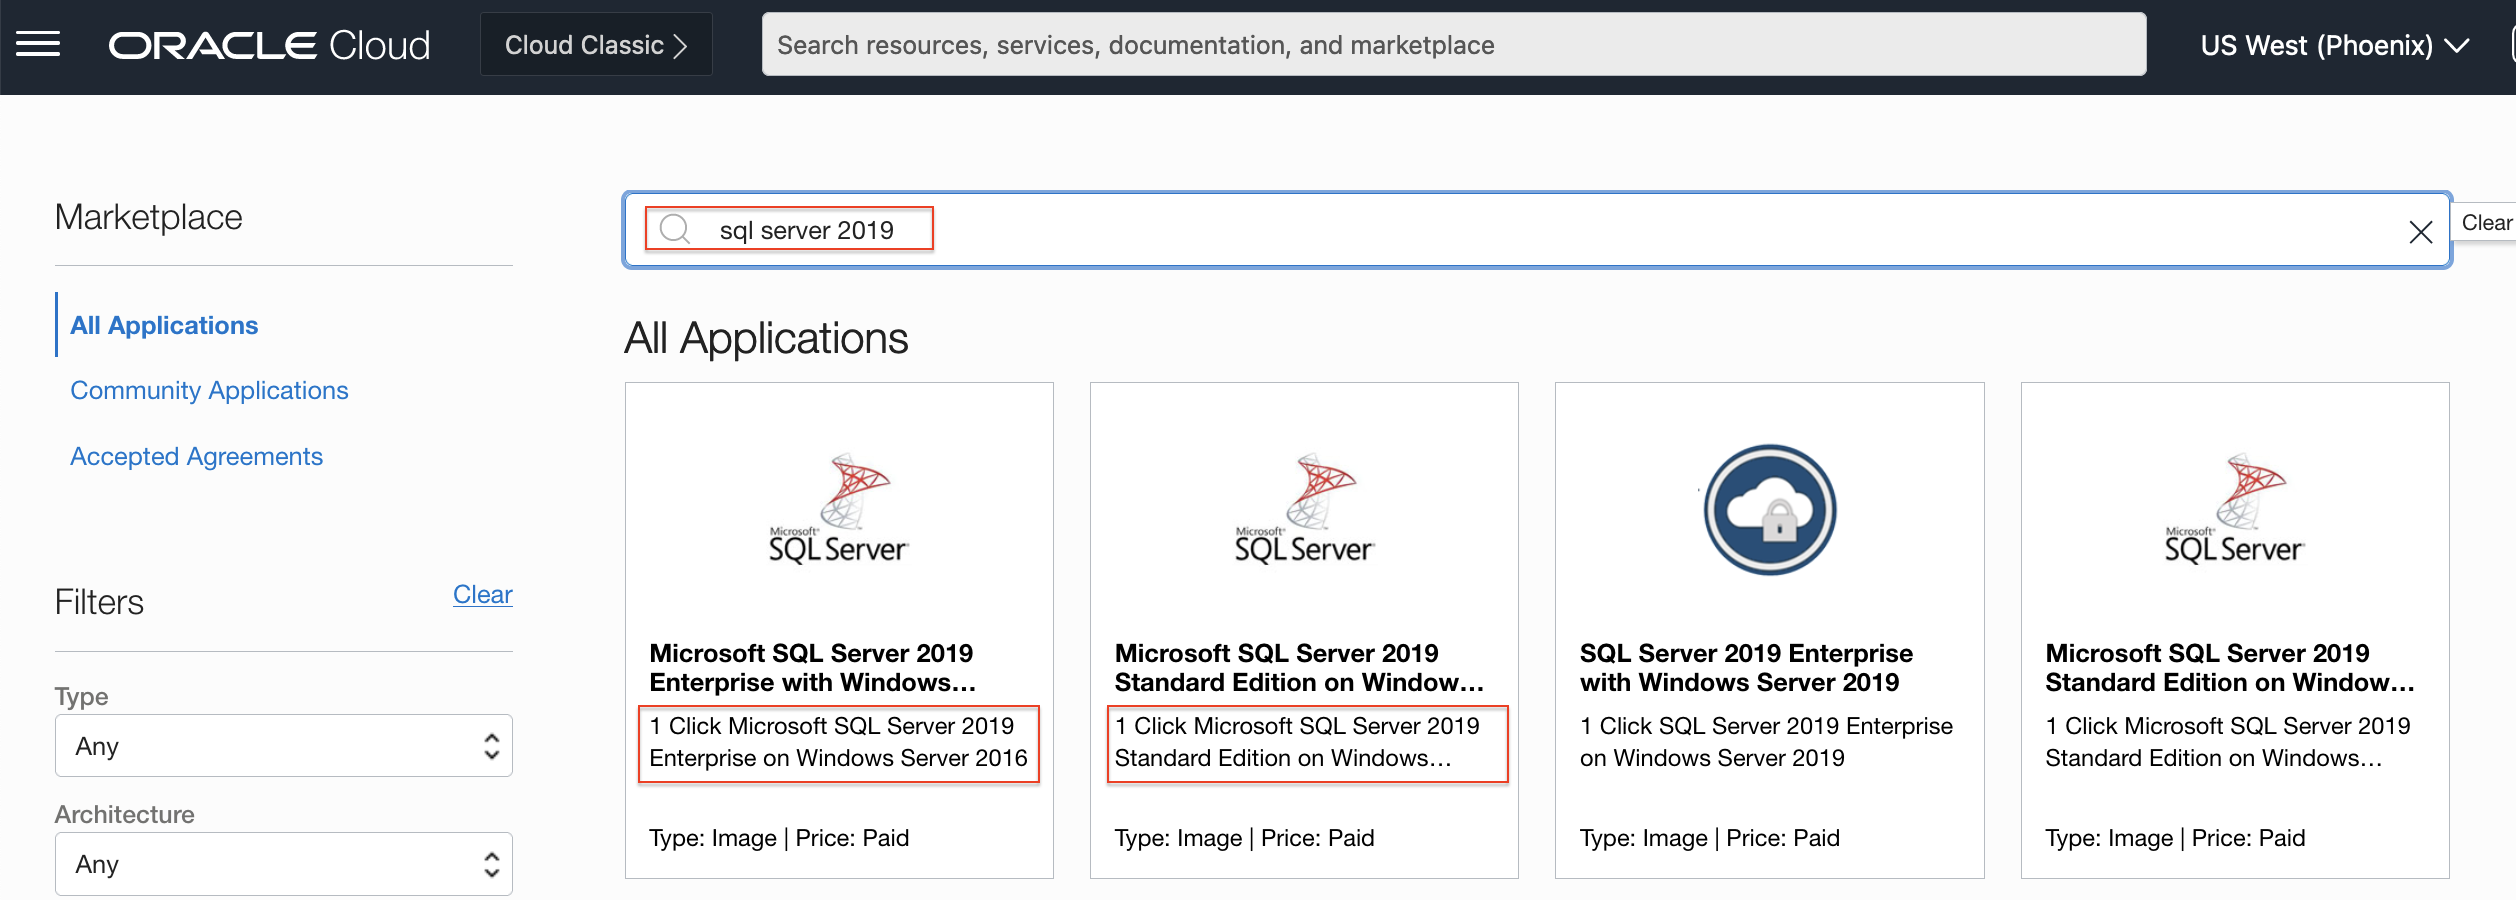 ORACLE Cloud
Cloud Classic
Search resources, services, documentation, and marketplace
US West (Phoenix)
Marketplace
All Applications
Community Applications
Accepted Agreements
Filters
Clear
Type
Any
Architecture
Any
sql server 2019
Clear
All Applications
Microsoft
SQL Server
Microsoft SQL Server 2019
Enterprise with Windows...
1 Click Microsoft SQL Server 2019
Enterprise on Windows Server 2016
Type: Image | Price: Paid
Microsoft
SQL Server
Microsoft SQL Server 2019
Standard Edition on Window...
1 Click Microsoft SQL Server 2019
Standard Edition on Windows...
Type: Image | Price: Paid
SQL Server 2019 Enterprise
with Windows Server 2019
1 Click SQL Server 2019 Enterprise
on Windows Server 2019
Type: Image | Price: Paid
Microsoft
SQL Server
Microsoft SQL Server 2019
Standard Edition on Window...
1 Click Microsoft SQL Server 2019
Standard Edition on Windows...
Type: Image | Price: Paid